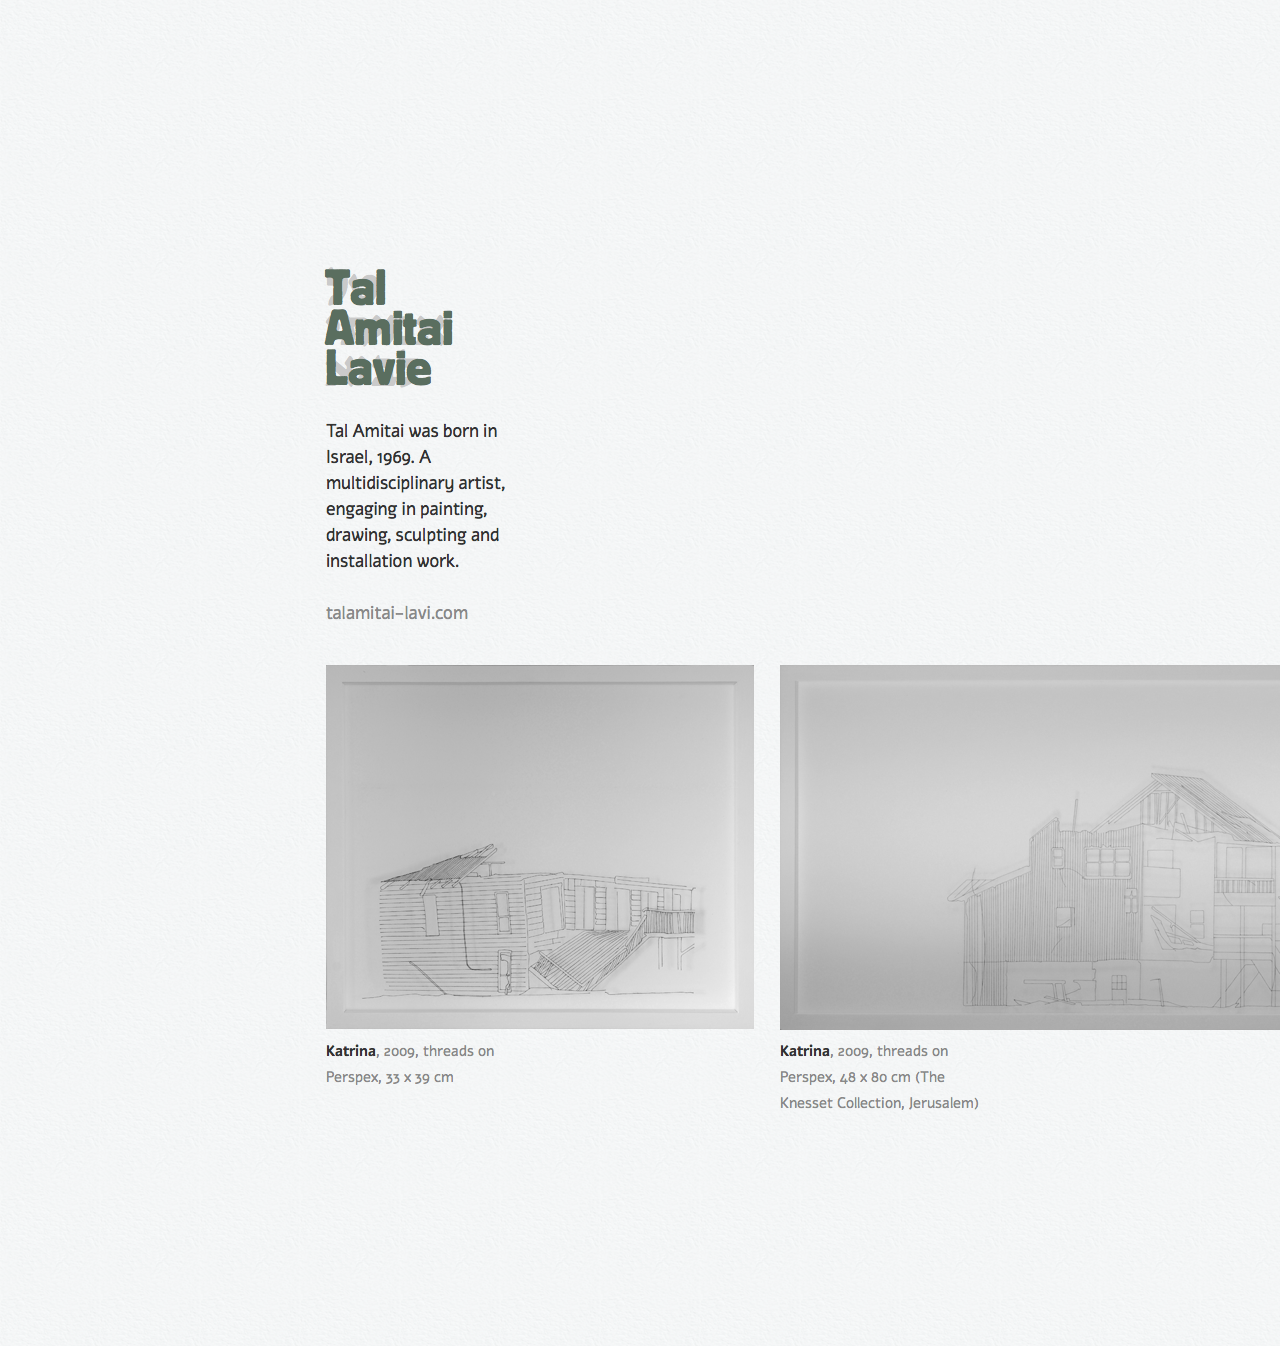 Tal
Amitai
Lavie
Tal Amitai was born in
Israel, 1969. A
multidisciplinary artist,
engaging in painting,
drawing, sculpting and
installation work.
talamitai-lavi.com
Katrina, 2009, threads on
Perspex, 33 x 39 cm
Katrina, 2009, threads on
Perspex, 48 x 80 cm (The
Knesset Collection, Jerusalem)